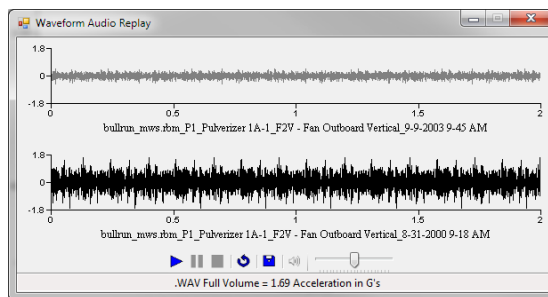 Waveform Audio Replay
1.8
0
-1.8
0 0.5 1 1.5 2
bullrun_mws.rbm_P1_Pulverizer 1A-1_F2V - Fan Outboard Vertical_9-9-2003 9-45 AM
1.8
0
-1.8
0 0.5 1 1.5 2
bullrun_mws.rbm_P1_Pulverizer 1A-1_F2V - Fan Outboard Vertical_8-31-2000 9-18 AM
.WAV Full Volume = 1.69 Acceleration in G's